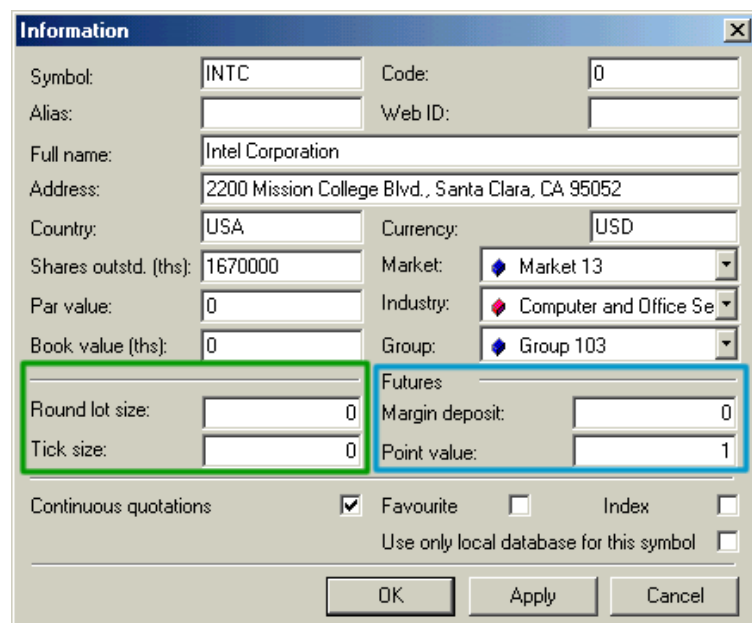 Information
Symbol: INTC Code: 0
Alias: Web ID:
Full name: Intel Corporation
Address: 2200 Mission College Blvd., Santa Clara, CA 95052
Country: USA Currency: USD
Shares outstd. (ths): 1670000 Market: Market 13
Par value: 0 Industry: Computer and Office Se
Book value (ths): 0 Group: Group 103
Futures
Round lot size: 0 Margin deposit: 0
Tick size: 0 Point value: 1
Continuous quotations Favourite Index
Use only local database for this symbol
OK Apply Cancel